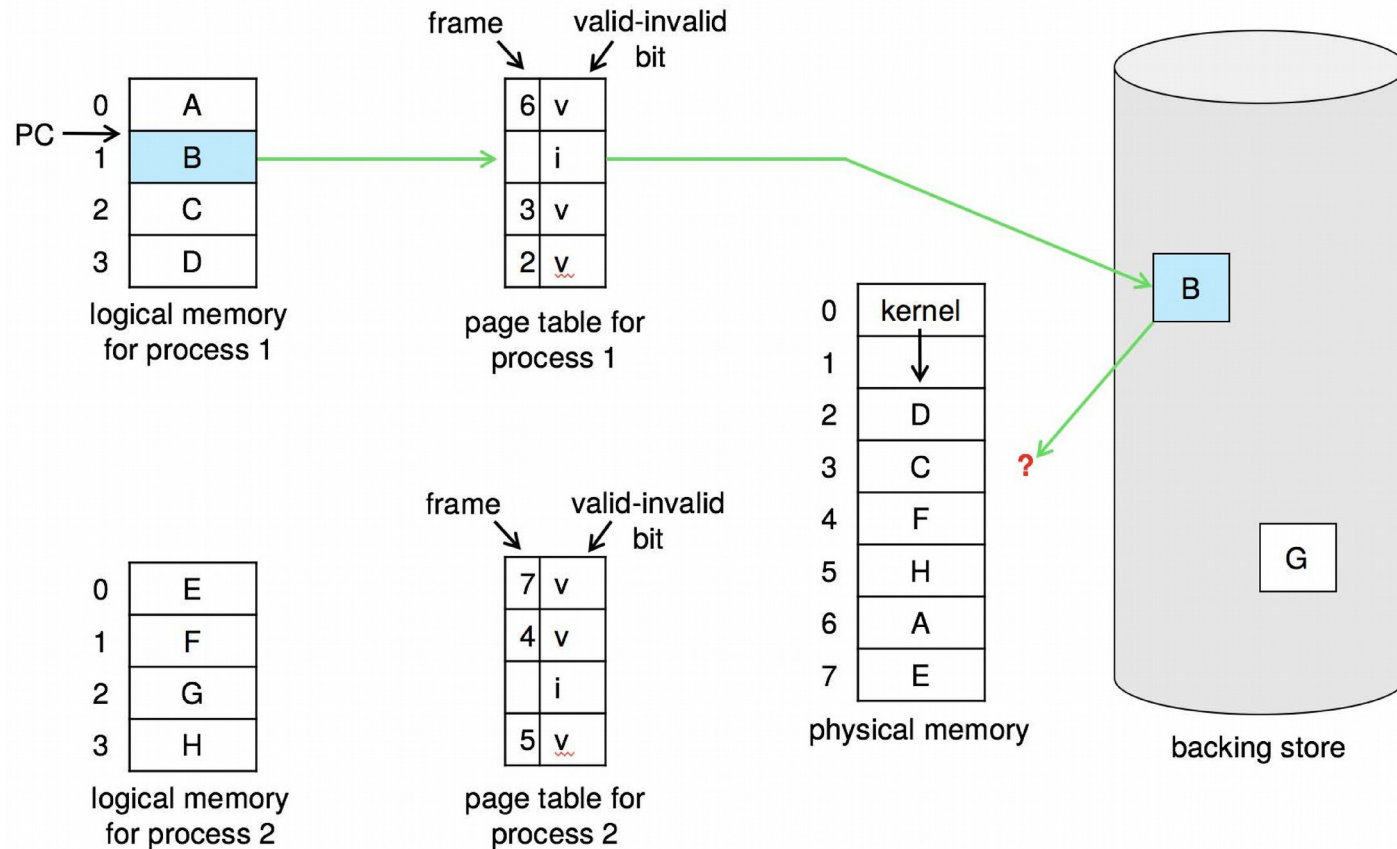 frame
valid-invalid
bit
PC
0 A
1 B
2 C
3 D
logical memory
for process 1
6 v
i
3 v
2 v
page table for
process 1
0 E
1 F
2 G
3 H
logical memory
for process 2
frame
valid-invalid
bit
7 v
4 v
i
5 v
page table for
process 2
0 kernel
1
2 D
3 C
4 F
5 H
6 A
7 E
physical memory
?
B
G
backing store